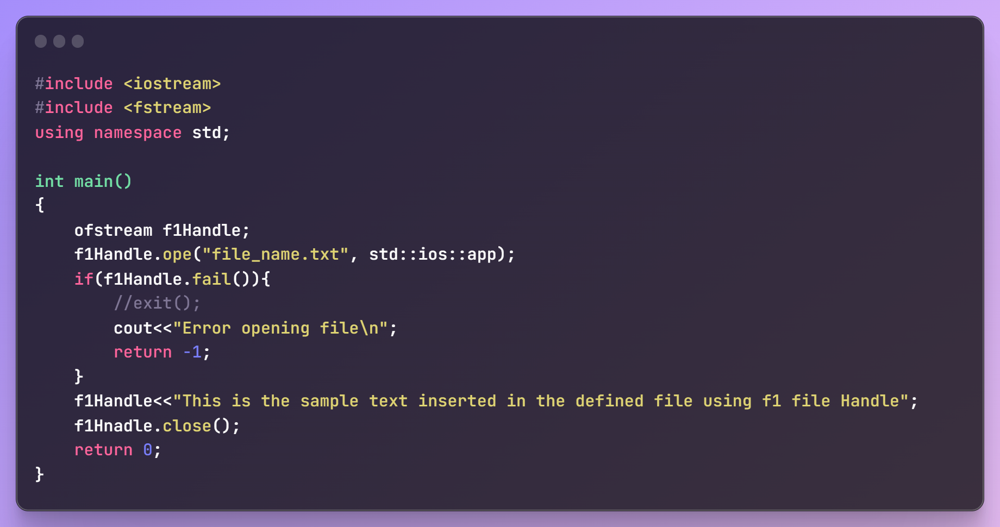 #include <iostream>
#include <fstream>
using namespace std;

int main()
{
    ofstream f1Handle;
    f1Handle.ope("file_name.txt", std::ios::app);
    if(f1Handle.fail()){
        //exit();
        cout<<"Error opening file\n";
        return -1;
    }
    f1Handle<<"This is the sample text inserted in the defined file using f1 file Handle";
    f1Hnadle.close();
    return 0;
}